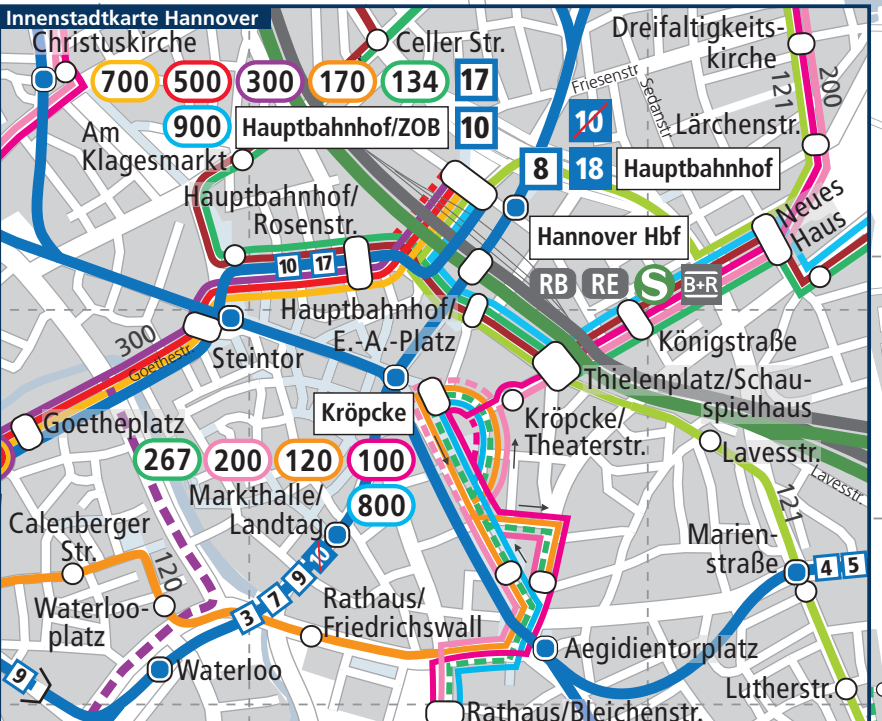 Innenstadtkarte Hannover
Christuskirche
Celler Str.
Dreifaltigkeits-
kirche
700 500 300 170 134 17
900 Hauptbahnhof/ZOB 10
Am
Klagesmarkt
Friesenstr
Sedanstr
121
200
10
8 18 Hauptbahnhof
Lärchenstr.
Hauptbahnhof/
Rosenstr.
Neues
Haus
Hannover Hbf
RB RE S B+R
10 17
Hauptbahnhof/
E.-A.-Platz
300
Goethestr.
Steintor
Königstraße
Thielenplatz/Schau-
spielhaus
Kröpcke
Kröpcke/
Theaterstr.
Goetheplatz
267 200 120 100
800
Lavesstr.
Lavesstr
121
Markthalle/
Landtag
Calenberger
Str.
120
Marien-
straße
4 5
10
9
7
3
Waterloo-
platz
Rathaus/
Friedrichswall
Aegidientorplatz
Waterloo
9
Lutherstr.
Rathaus/Bleichenstr.